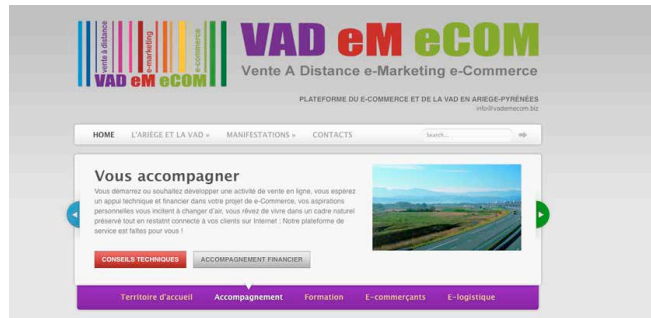 vente à distance
e-marketing
e-commerce
VAD eM eCOM
VAD eM eCOM
Vente A Distance e-Marketing e-Commerce
PLATEFORME DU E-COMMERCE ET DE LA VAD EN ARIEGE-PYRÉNÉES
info@vademecom.biz
HOME L'ARIÈGE ET LA VAD » MANIFESTATIONS » CONTACTS Search...
Vous accompagner
Vous démarrez ou souhaitez développer une activité de vente en ligne, vous espérez
un appui technique et financier dans votre projet de e-Commerce, vos aspirations
personnelles vous incitent à changer d'air, vous rêvez de vivre dans un cadre naturel
préservé tout en restatnt connecté à vos clients sur Internet : Notre plateforme de
service est faites pour vous !
CONSEILS TECHNIQUES ACCOMPAGNEMENT FINANCIER
Territoire d'accueil Accompagnement Formation E-commerçants E-logistique